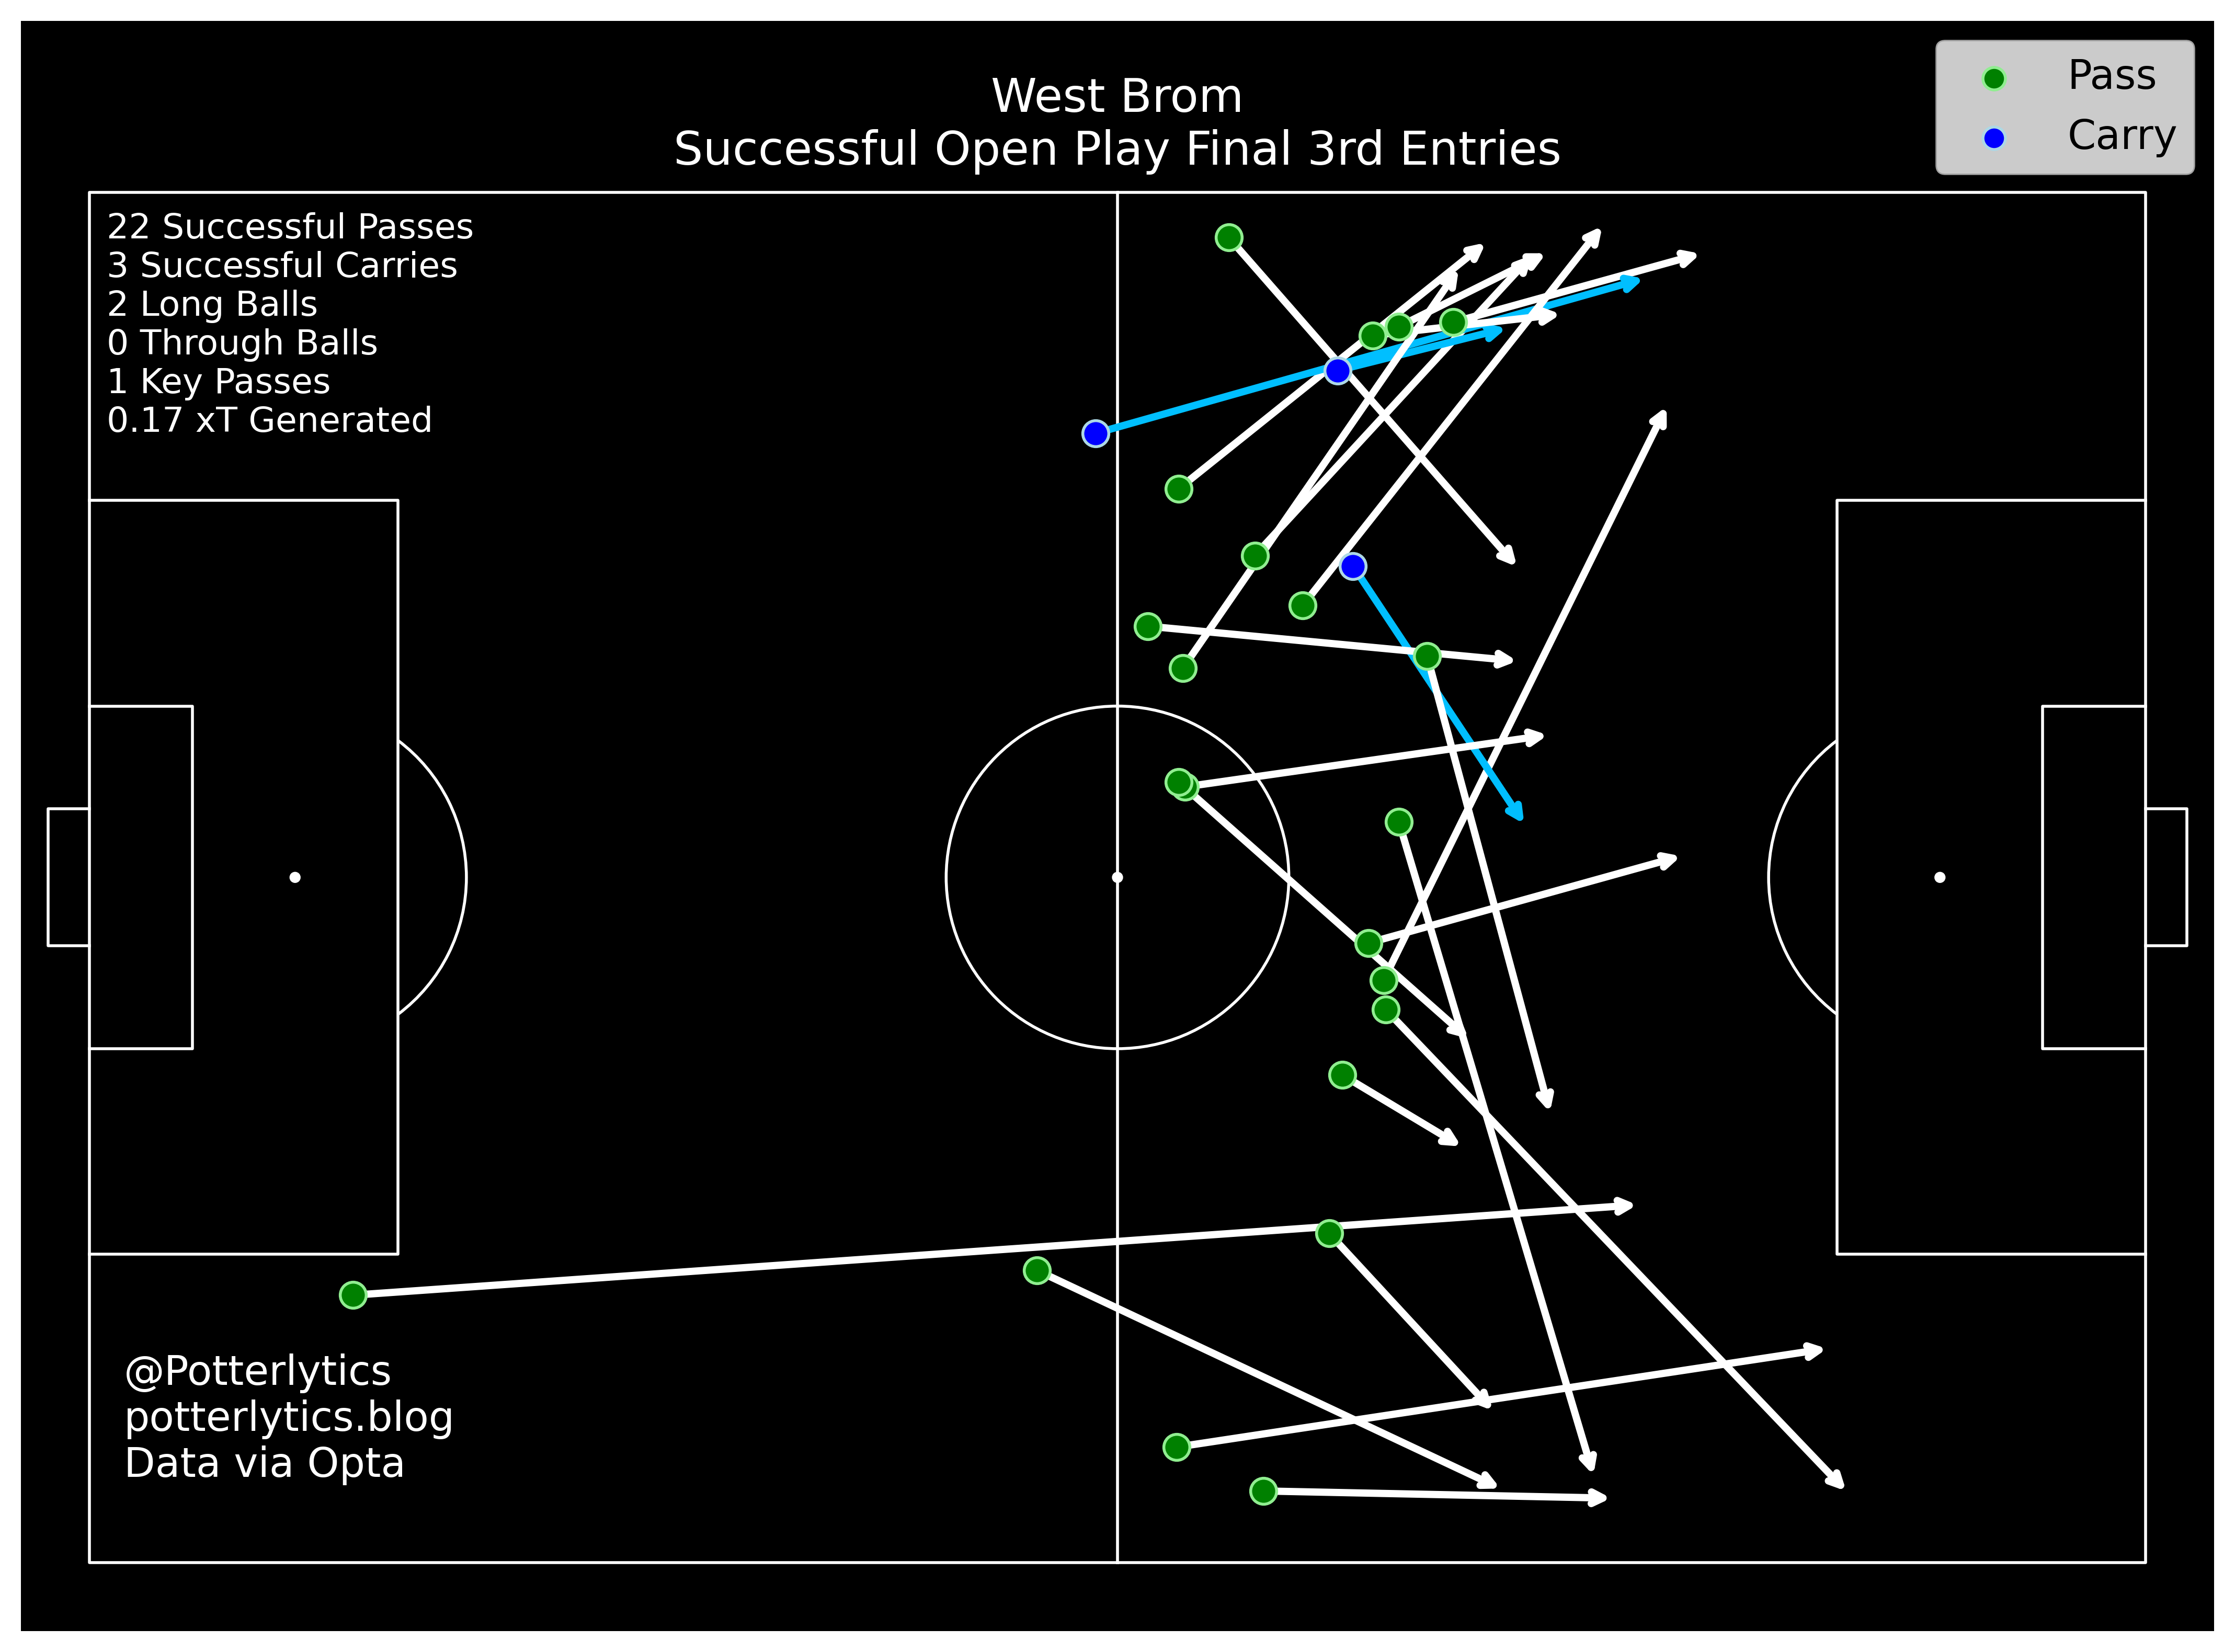 West Brom
Successful Open Play Final 3rd Entries
Pass
Carry
22 Successful Passes
3 Successful Carries
2 Long Balls
0 Through Balls
1 Key Passes
0.17 xT Generated
@Potterlytics
potterlytics.blog
Data via Opta